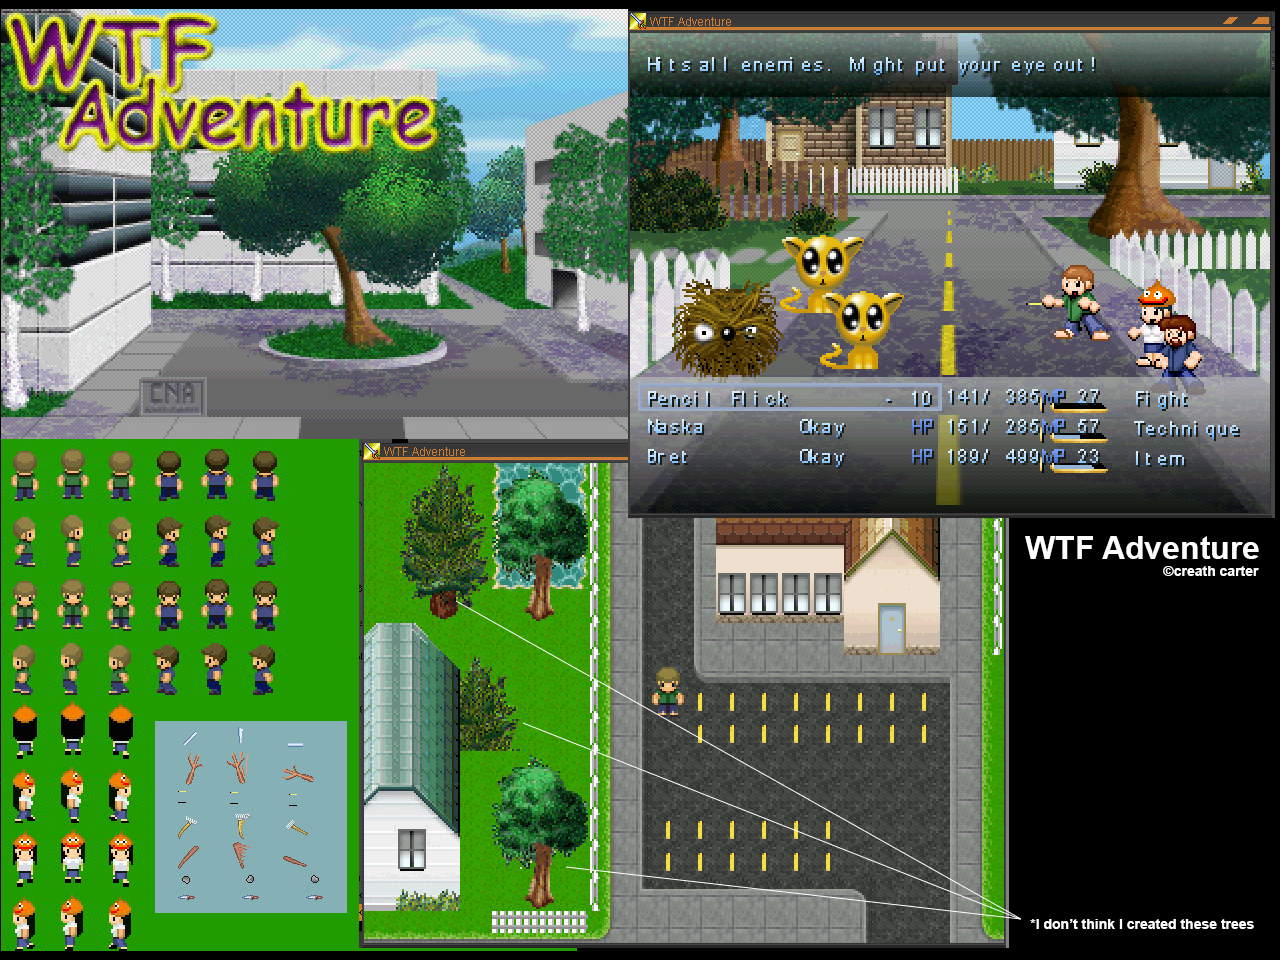 WTF
Adventure
CNA
WTF Adventure
Hits all enemies. Might put your eye out!
Pencil Flick - 10 141/ 385 MP 27 Fight
Naska Okay HP 151/ 285 MP 57 Technique
Bret Okay HP 189/ 499 MP 23 Item
WTF Adventure
WTF Adventure
©creath carter
*I don't think I created these trees